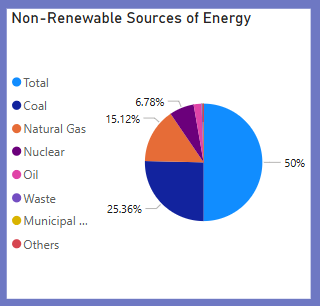 Non-Renewable Sources of Energy
Total
Coal
Natural Gas
Nuclear
Oil
Waste
Municipal ...
Others
6.78%
15.12%
25.36%
50%